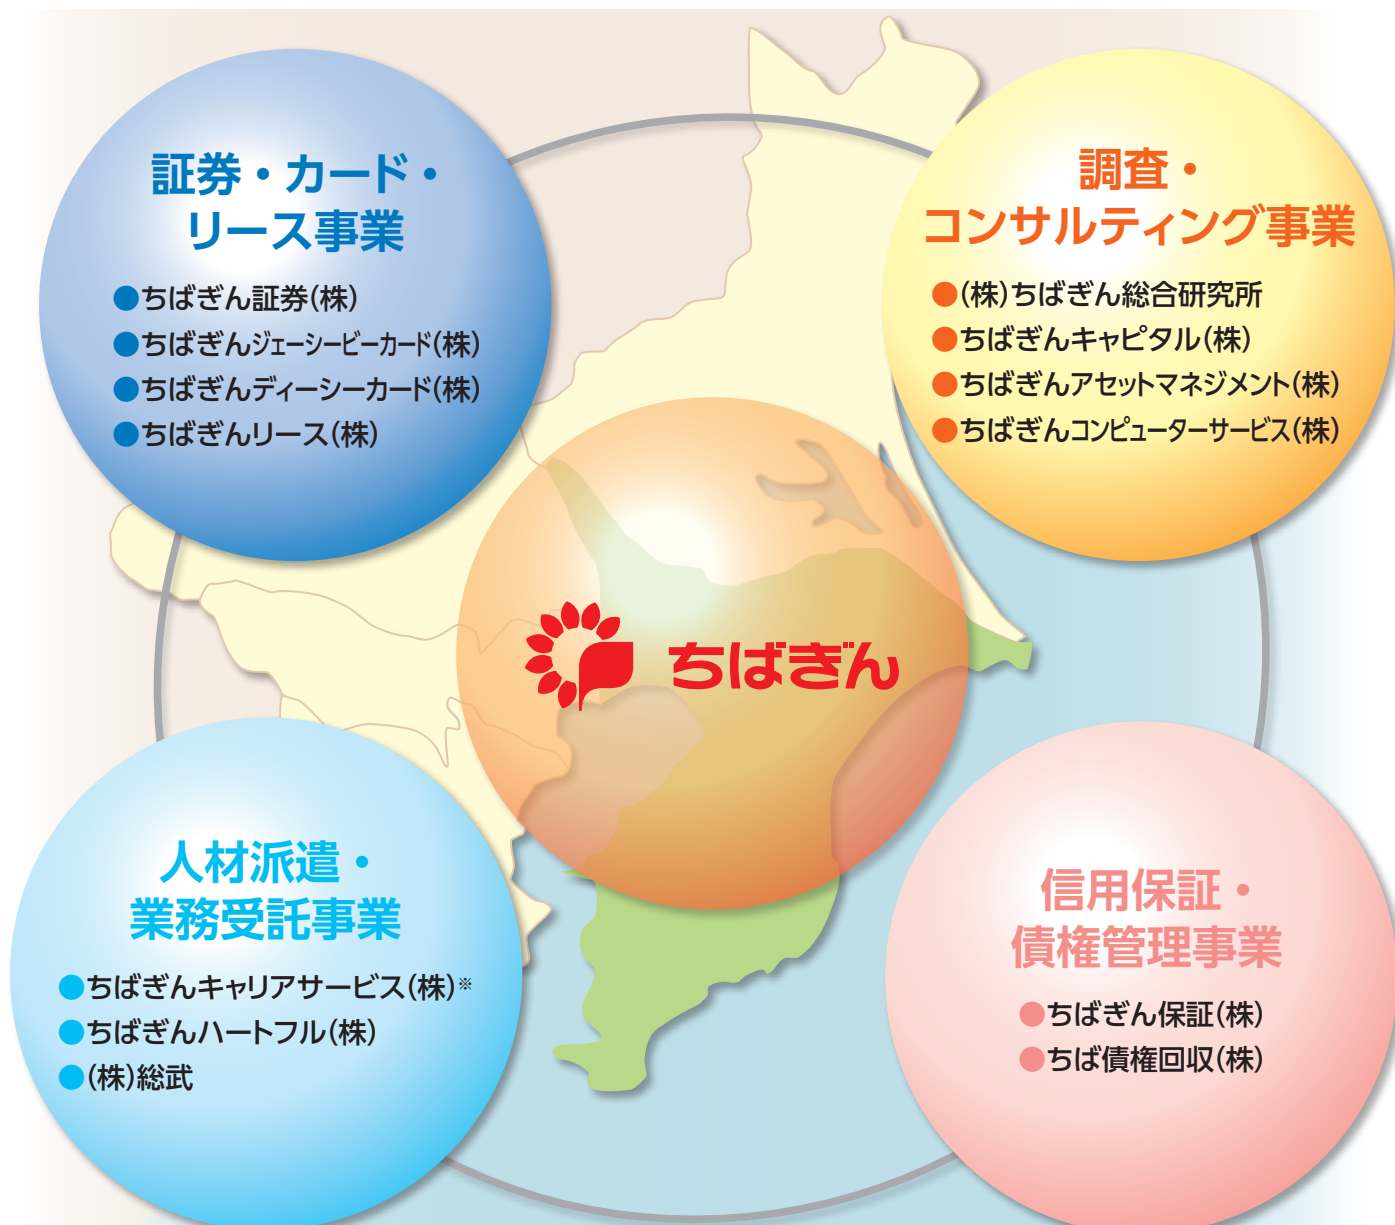 証券・カード・
リース事業
●ちばぎん証券(株)
●ちばぎんジェーシービーカード(株)
●ちばぎんディーシーカード(株)
●ちばぎんリース(株)
調査・
コンサルティング事業
●(株)ちばぎん総合研究所
●ちばぎんキャピタル(株)
●ちばぎんアセットマネジメント(株)
●ちばぎんコンピューターサービス(株)
ちばぎん
人材派遣・
業務受託事業
●ちばぎんキャリアサービス(株)※
●ちばぎんハートフル(株)
●(株)総武
信用保証・
債権管理事業
●ちばぎん保証(株)
●ちば債権回収(株)